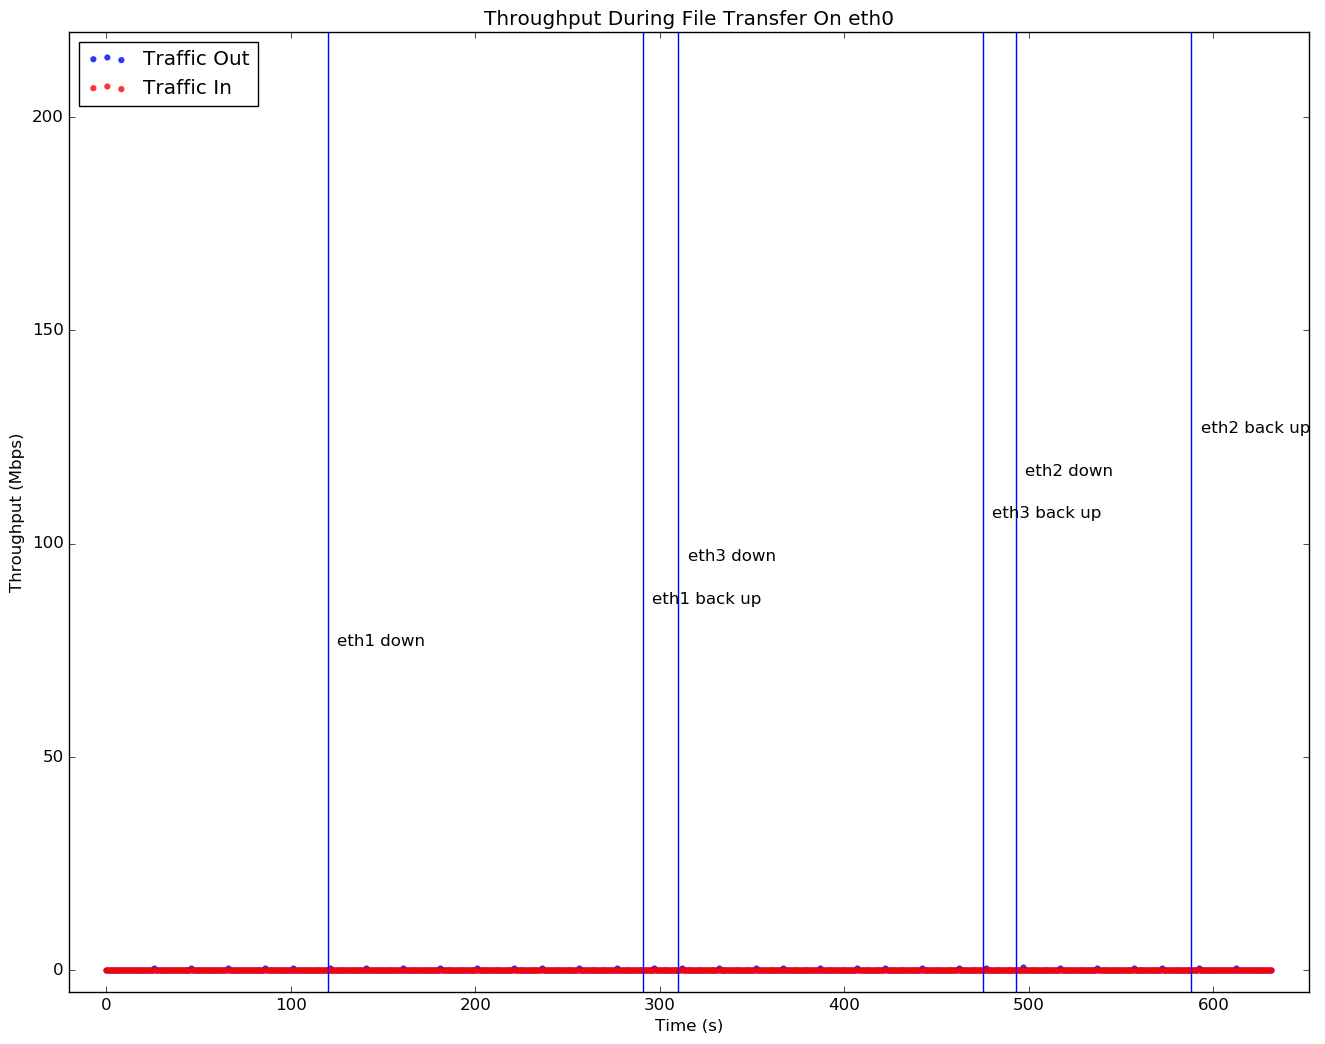 Throughput During File Transfer On eth0
Traffic Out
Traffic In
200
150
100
50
0
Throughput (Mbps)
eth2 back up
eth2 down
eth3 back up
eth3 down
eth1 back up
eth1 down
0 100 200 300 400 500 600
Time (s)